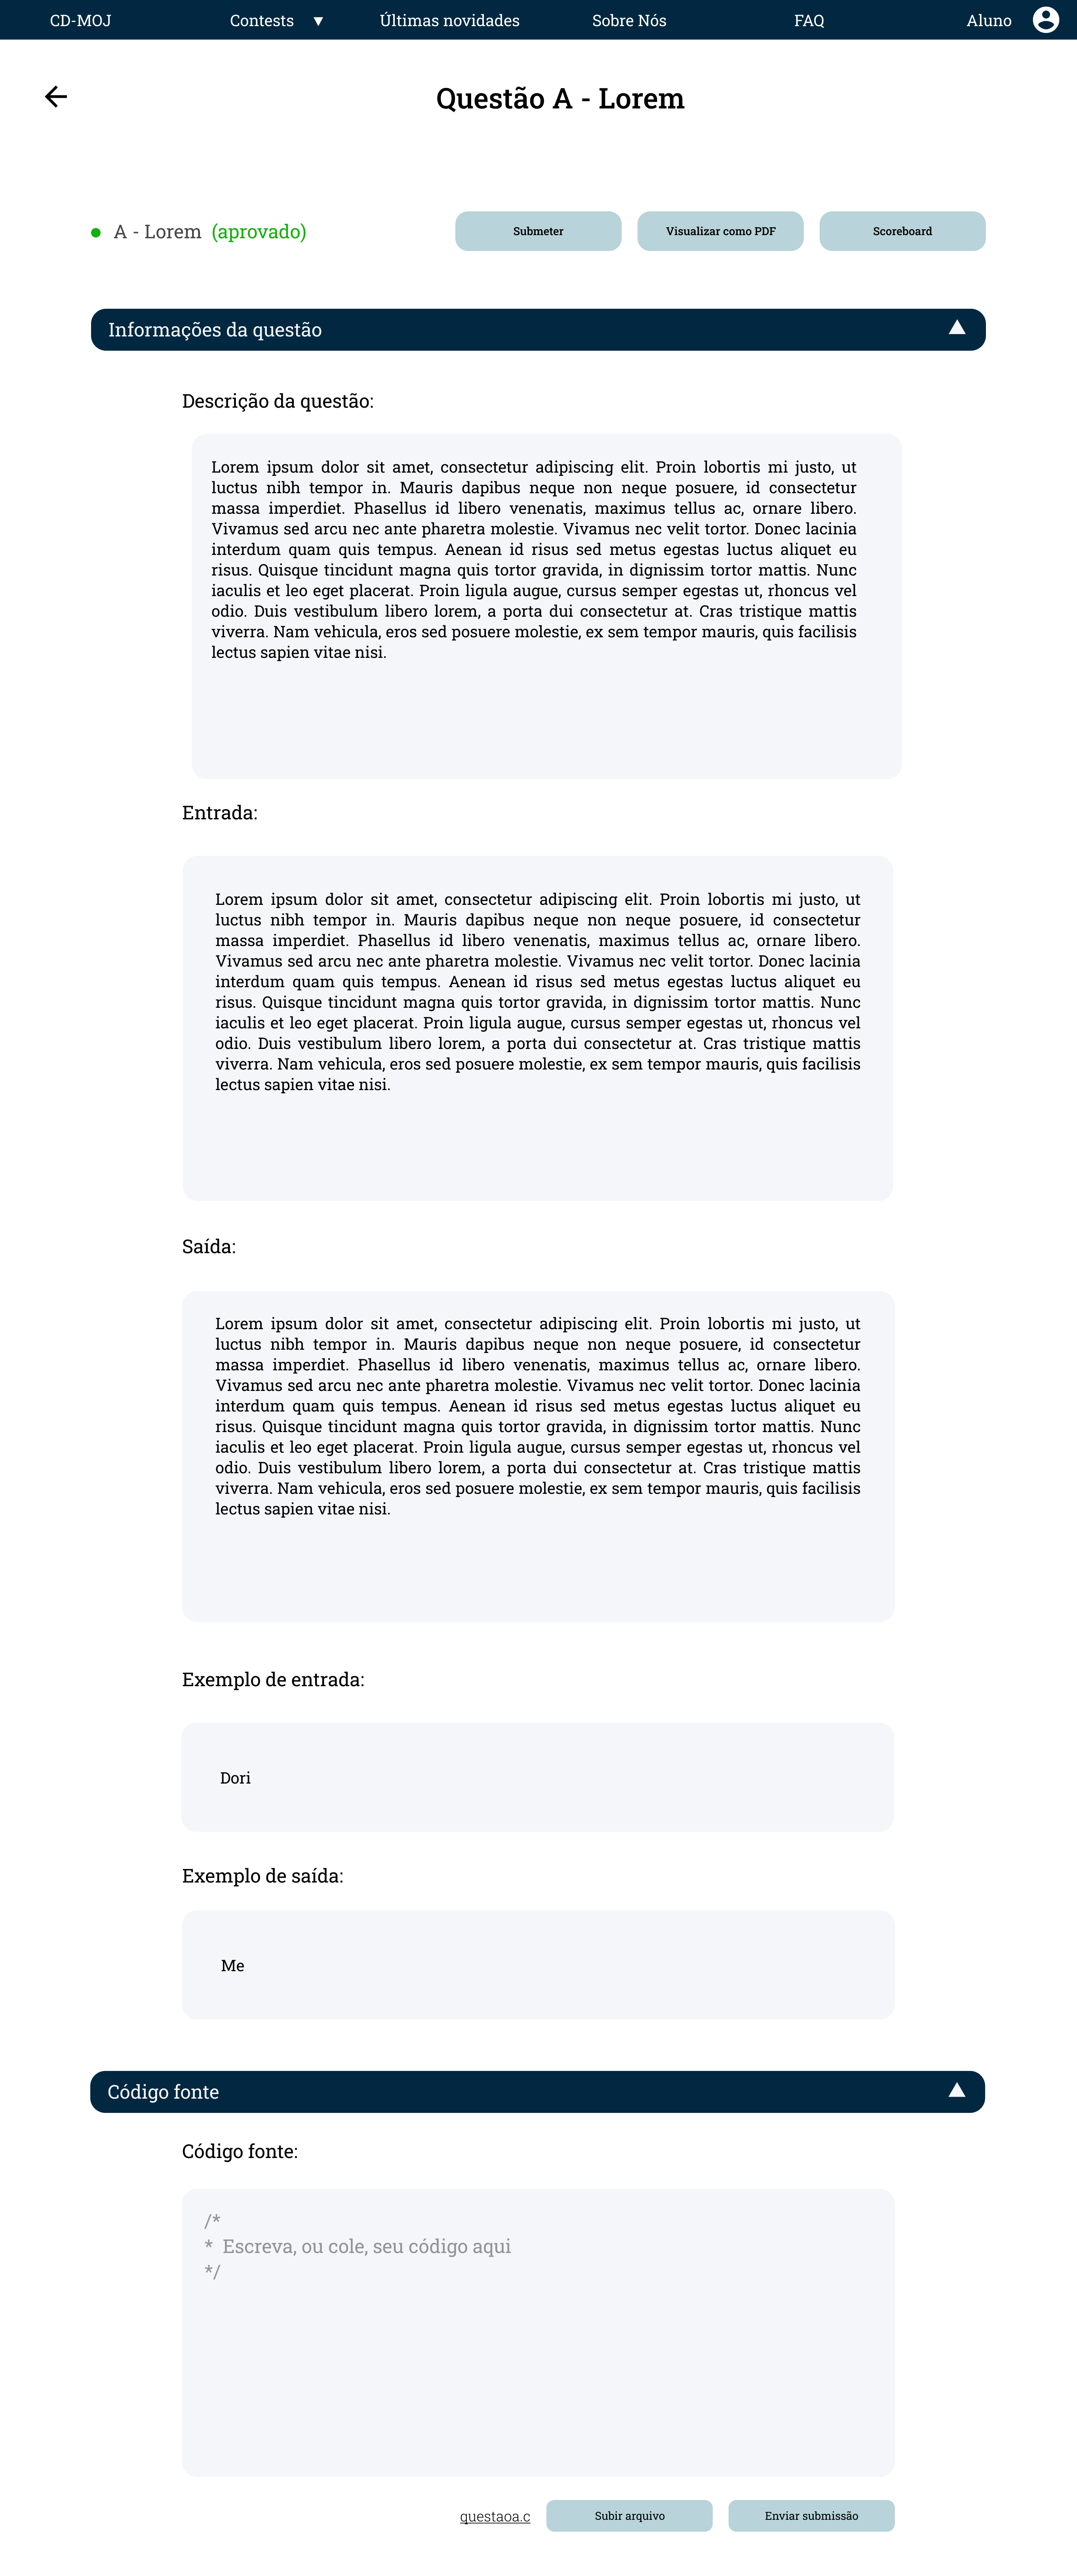 CD-MOJ Contests ▼ Últimas novidades Sobre Nós FAQ Aluno
Questão A - Lorem
A - Lorem (aprovado) Submeter Visualizar como PDF Scoreboard
Informações da questão
Descrição da questão:
Lorem ipsum dolor sit amet, consectetur adipiscing elit. Proin lobortis mi justo, ut
luctus nibh tempor in. Mauris dapibus neque non neque posuere, id consectetur
massa imperdiet. Phasellus id libero venenatis, maximus tellus ac, ornare libero.
Vivamus sed arcu nec ante pharetra molestie. Vivamus nec velit tortor. Donec lacinia
interdum quam quis tempus. Aenean id risus sed metus egestas luctus aliquet eu
risus. Quisque tincidunt magna quis tortor gravida, in dignissim tortor mattis. Nunc
iaculis et leo eget placerat. Proin ligula augue, cursus semper egestas ut, rhoncus vel
odio. Duis vestibulum libero lorem, a porta dui consectetur at. Cras tristique mattis
viverra. Nam vehicula, eros sed posuere molestie, ex sem tempor mauris, quis facilisis
lectus sapien vitae nisi.
Entrada:
Lorem ipsum dolor sit amet, consectetur adipiscing elit. Proin lobortis mi justo, ut
luctus nibh tempor in. Mauris dapibus neque non neque posuere, id consectetur
massa imperdiet. Phasellus id libero venenatis, maximus tellus ac, ornare libero.
Vivamus sed arcu nec ante pharetra molestie. Vivamus nec velit tortor. Donec lacinia
interdum quam quis tempus. Aenean id risus sed metus egestas luctus aliquet eu
risus. Quisque tincidunt magna quis tortor gravida, in dignissim tortor mattis. Nunc
iaculis et leo eget placerat. Proin ligula augue, cursus semper egestas ut, rhoncus vel
odio. Duis vestibulum libero lorem, a porta dui consectetur at. Cras tristique mattis
viverra. Nam vehicula, eros sed posuere molestie, ex sem tempor mauris, quis facilisis
lectus sapien vitae nisi.
Saída:
Lorem ipsum dolor sit amet, consectetur adipiscing elit. Proin lobortis mi justo, ut
luctus nibh tempor in. Mauris dapibus neque non neque posuere, id consectetur
massa imperdiet. Phasellus id libero venenatis, maximus tellus ac, ornare libero.
Vivamus sed arcu nec ante pharetra molestie. Vivamus nec velit tortor. Donec lacinia
interdum quam quis tempus. Aenean id risus sed metus egestas luctus aliquet eu
risus. Quisque tincidunt magna quis tortor gravida, in dignissim tortor mattis. Nunc
iaculis et leo eget placerat. Proin ligula augue, cursus semper egestas ut, rhoncus vel
odio. Duis vestibulum libero lorem, a porta dui consectetur at. Cras tristique mattis
viverra. Nam vehicula, eros sed posuere molestie, ex sem tempor mauris, quis facilisis
lectus sapien vitae nisi.
Exemplo de entrada:
Dori
Exemplo de saída:
Me
Código fonte
Código fonte:
/*
* Escreva, ou cole, seu código aqui
*/
questaoa.c Subir arquivo Enviar submissão